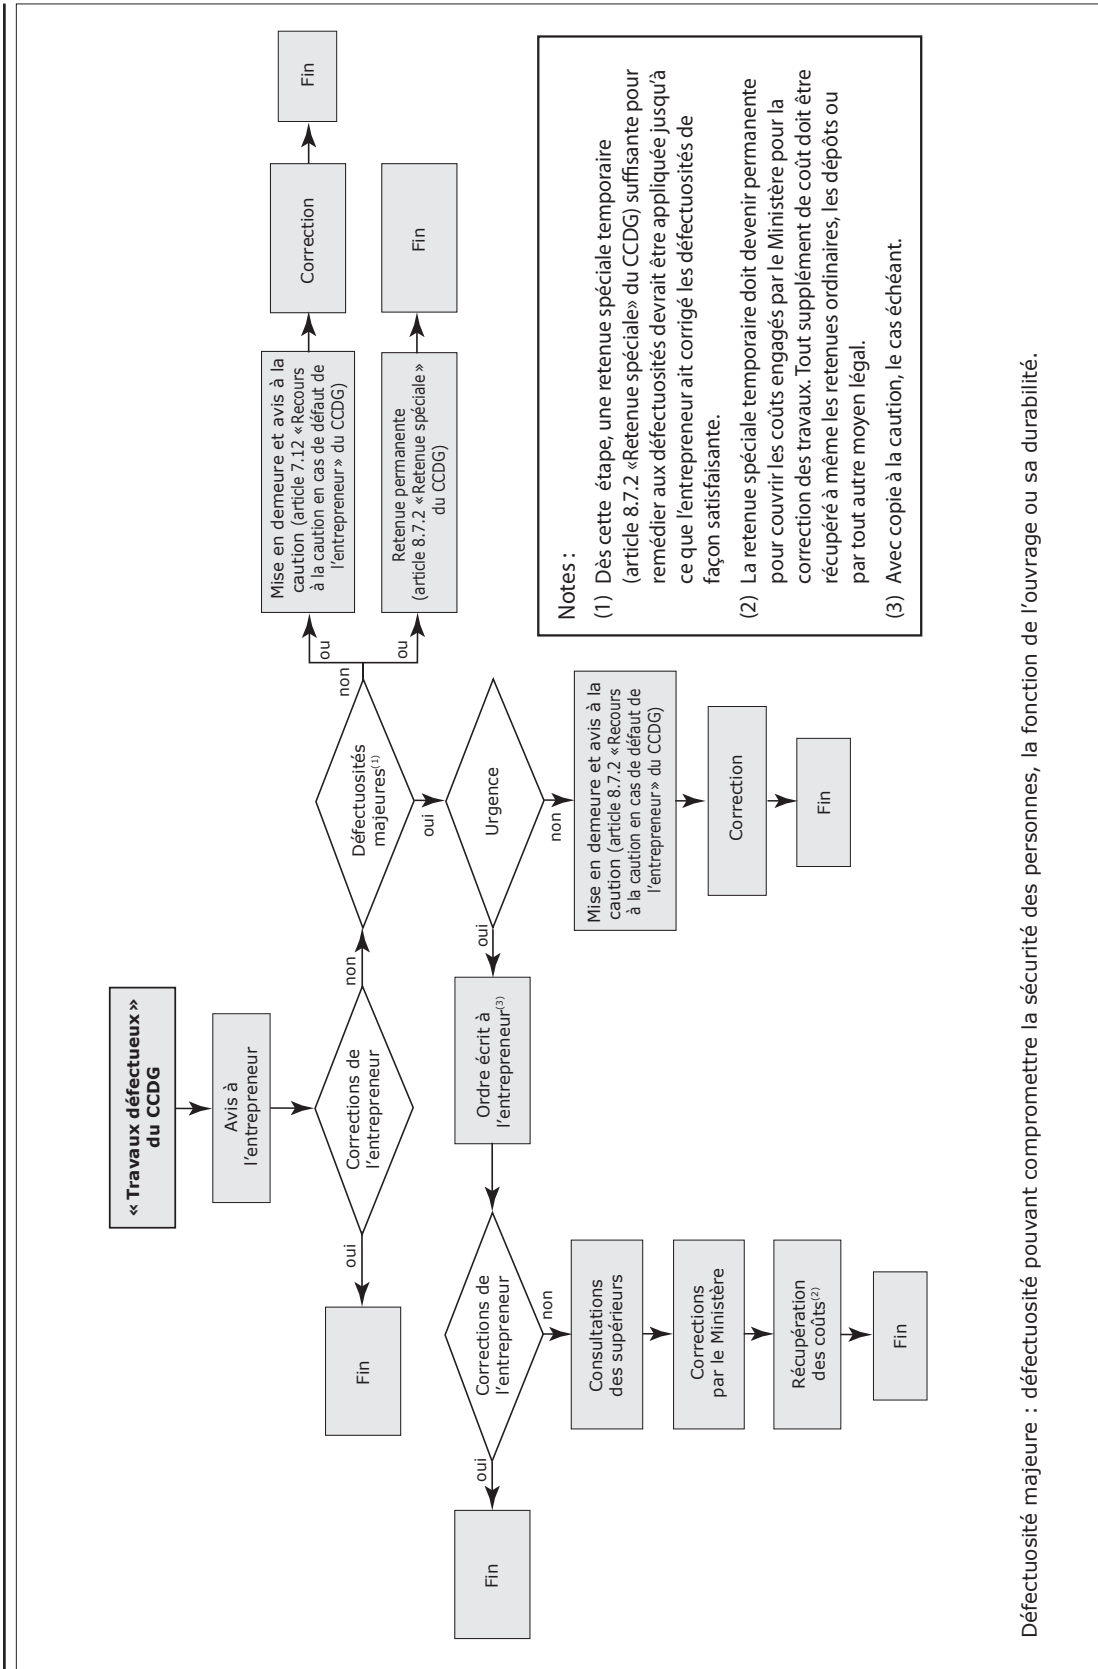 « Travaux défectueux »
du CCDG
Avis à
l'entrepreneur
Corrections de
l'entrepreneur
oui
non
Fin
Défectuosités
majeures(1)
non
ou
ou
oui
Mise en demeure et avis à la
caution (article 7.12 « Recours
à la caution en cas de défaut de
l'entrepreneur» du CCDG)
Correction
Fin
Retenue permanente
(article 8.7.2 « Retenue spéciale »
du CCDG)
Fin
Urgence
oui
non
Ordre écrit à
l'entrepreneur(3)
Corrections de
l'entrepreneur
oui
non
Fin
Consultations
des supérieurs
Corrections
par le Ministère
Récupération
des coûts(2)
Fin
Mise en demeure et avis à la
caution (article 8.7.2 « Recours
à la caution en cas de défaut de
l'entrepreneur» du CCDG)
Correction
Fin
Notes :
(1) Dès cette étape, une retenue spéciale temporaire
(article 8.7.2 «Retenue spéciale» du CCDG) suffisante pour
remédier aux défectuosités devrait être appliquée jusqu'à
ce que l'entrepreneur ait corrigé les défectuosités de
façon satisfaisante.
(2) La retenue spéciale temporaire doit devenir permanente
pour couvrir les coûts engagés par le Ministère pour la
correction des travaux. Tout supplément de coût doit être
récupéré à même les retenues ordinaires, les dépôts ou
par tout autre moyen légal.
(3) Avec copie à la caution, le cas échéant.
Défectuosité majeure : défectuosité pouvant compromettre la sécurité des personnes, la fonction de l'ouvrage ou sa durabilité.